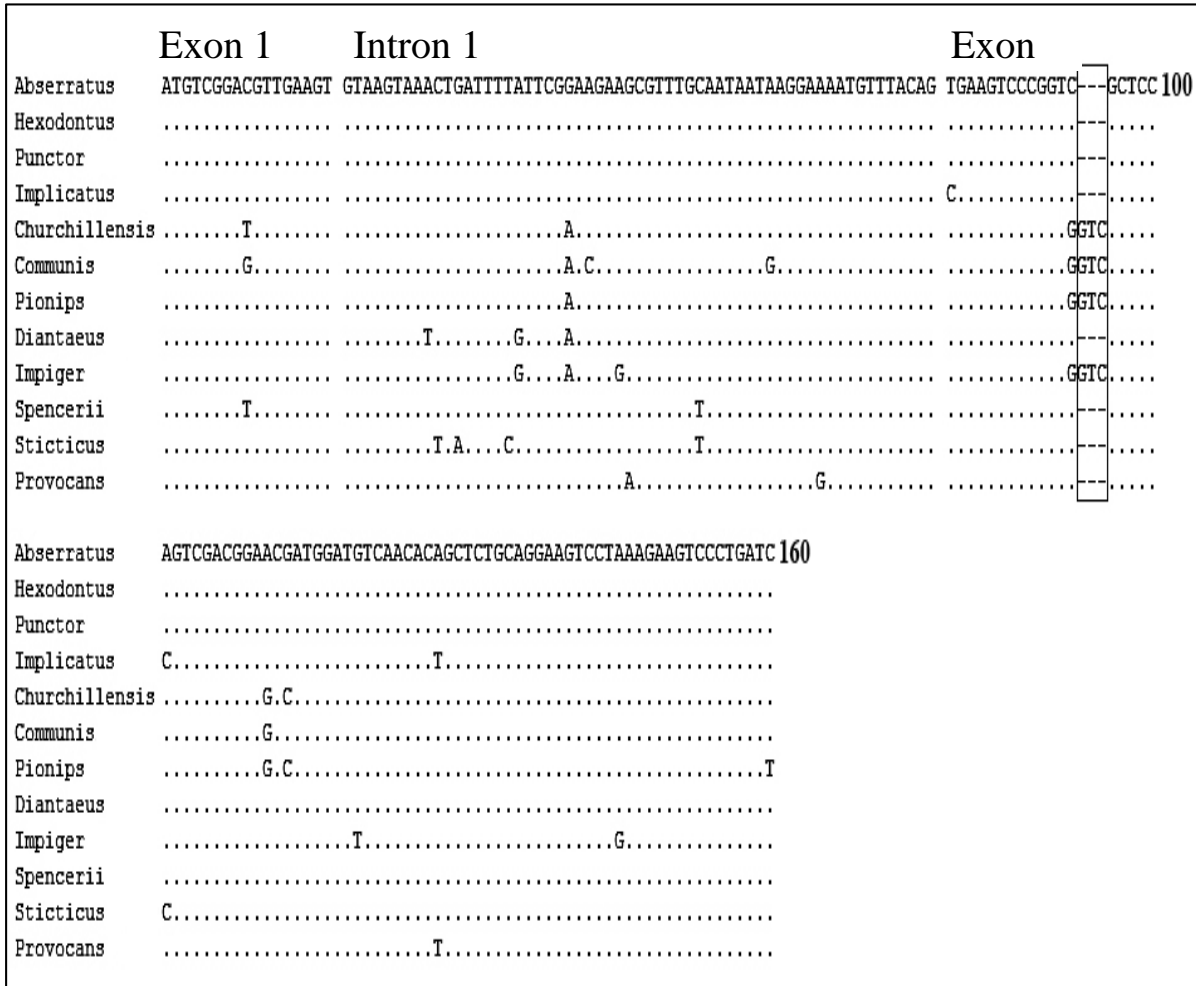 Exon 1 Intron 1 Exon
Abserratus ATGTCGGACGTTGAAGT GTAAGTAAACTGATTTTATTCGGAAGAAGCGTTTGCAATAATAAGGAAAATGTTTACAG TGAAGTCCCGGTC---GCTCC 100
Hexodontus ................. ........................................................... .............---.....
Punctor ................. ........................................................... .............---.....
Implicatus ................. ........................................................... C............---.....
Churchillensis ........T........ ......................A.................................... ............GGTC.....
Communis ........G........ ......................A.C.................G................ ............GGTC.....
Pionips ................. ......................A.................................... ............GGTC.....
Diantaeus ................. ........T........G....A.................................... .............---.....
Impiger ................. .................G....A....G............................... ............GGTC.....
Spencerii ........T........ ...................................T....................... .............---.....
Sticticus ................. .........T.A....C..................T....................... .............---.....
Provocans ................. ............................A..................G........... .............---.....
Abserratus AGTCGACGGAACGATGGATGTCAACACAGCTCTGCAGGAAGTCCTAAAGAAGTCCCTGATC 160
Hexodontus .............................................................
Punctor .............................................................
Implicatus C..........................T.................................
Churchillensis ..........G.C................................................
Communis ..........G..................................................
Pionips ..........G.C...............................................T
Diantaeus .............................................................
Impiger ...................T.........................G...............
Spencerii .............................................................
Sticticus C............................................................
Provocans ...........................T.................................